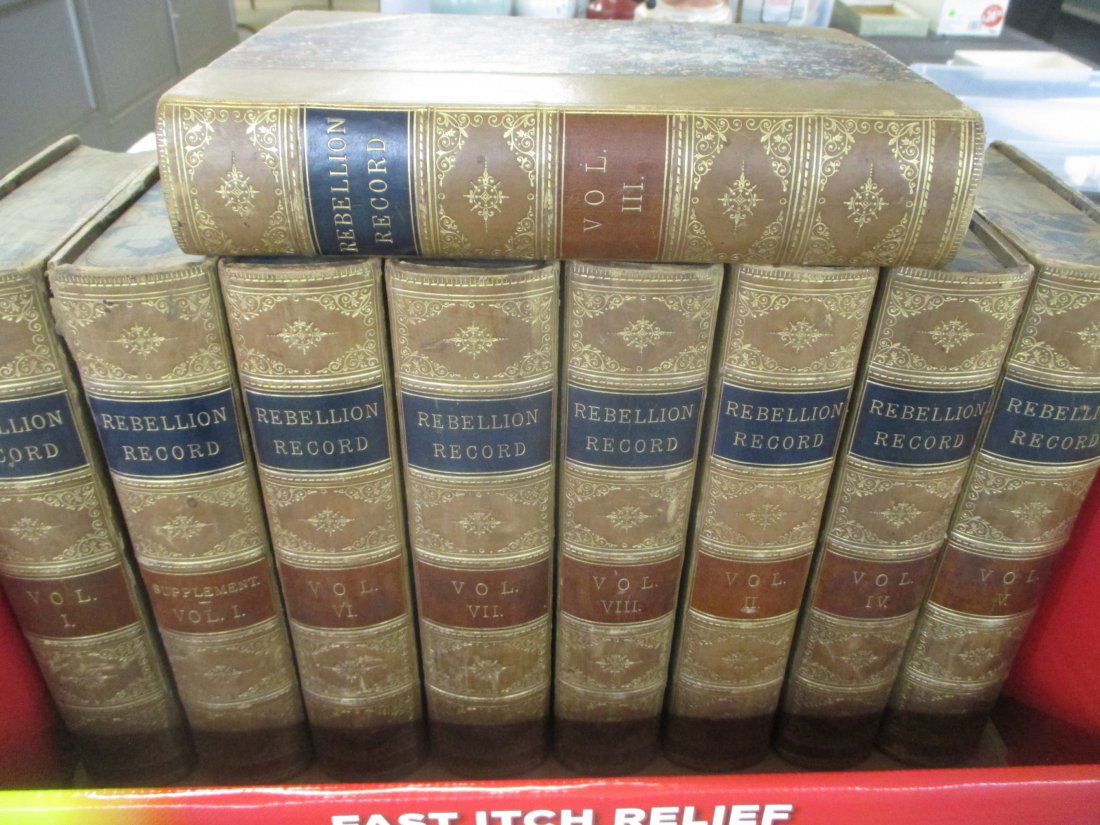 REBELLION
RECORD
VOL.
III.
LLION
CORD
VOL.
I.
REBELLION
RECORD
SUPPLEMENT.
VOL. I.
REBELLION
RECORD
VOL.
VI.
REBELLION
RECORD
VOL.
VII.
REBELLION
RECORD
VOL.
VIII.
REBELLION
RECORD
VOL.
II.
REBELLION
RECORD
VOL.
IV.
REBELLION
RECORD
VOL.
V.
FAST ITCH RELIEF